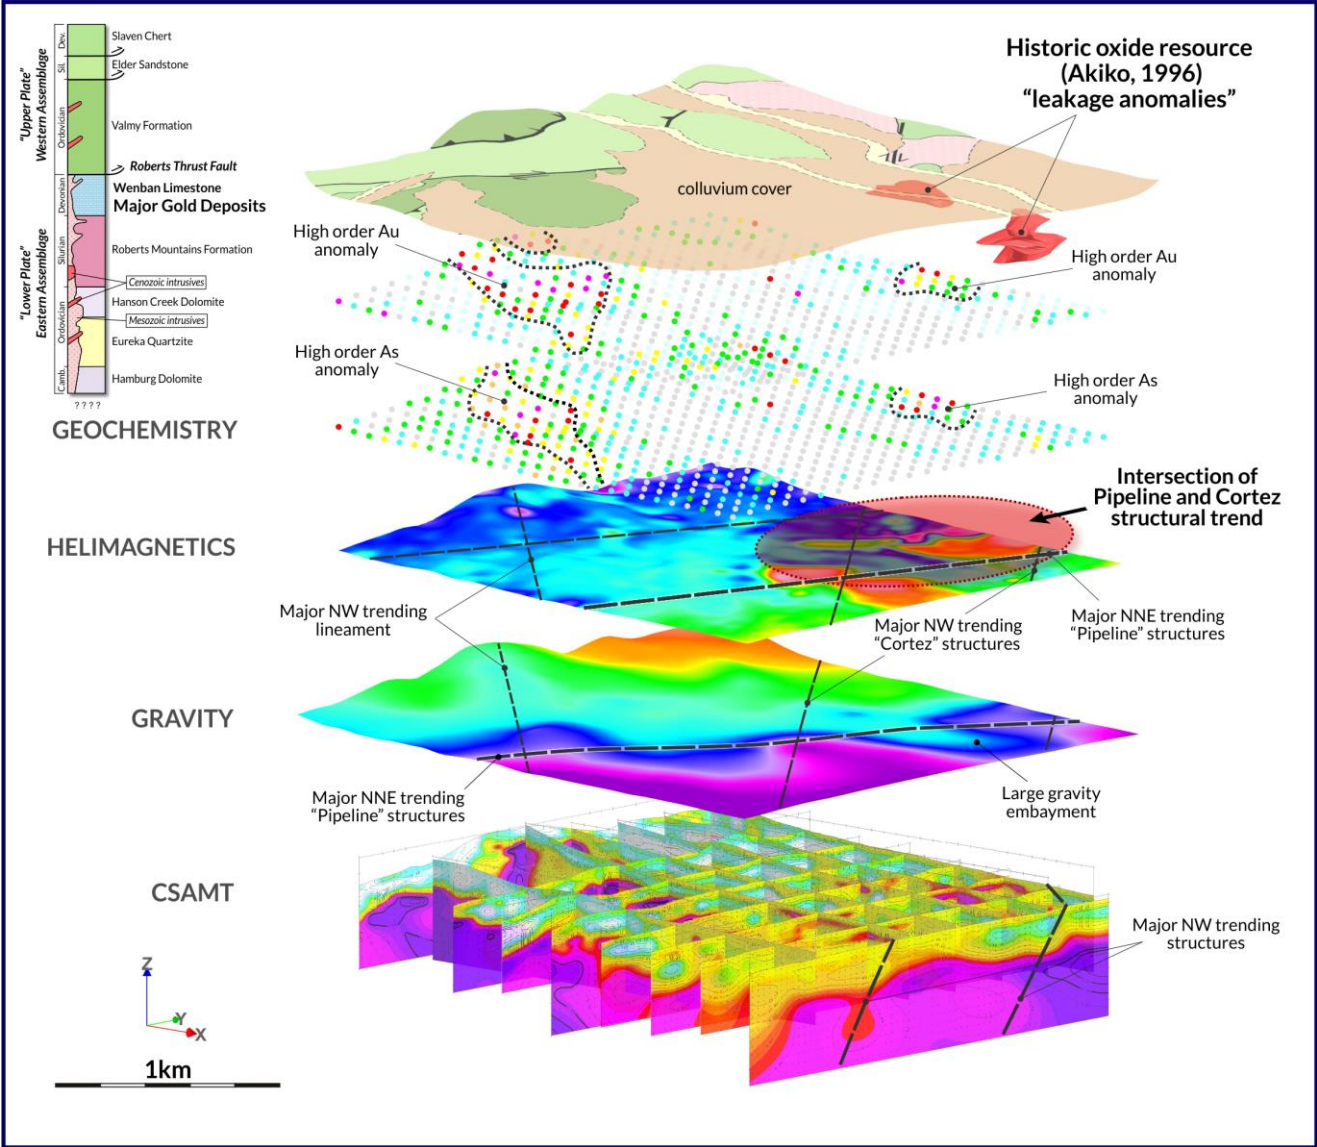 "Upper Plate"
Western Assemblage
Dev.
Sil.
Ordovician
Slaven Chert
Elder Sandstone
Valmy Formation
Roberts Thrust Fault
"Lower Plate"
Eastern Assemblage
Devonian
Silurian
Ordovician
Camb.
Wenban Limestone
Major Gold Deposits
Roberts Mountains Formation
Cenozoic intrusives
Hanson Creek Dolomite
Mesozoic intrusives
Eureka Quartzite
Hamburg Dolomite
? ? ? ?
Historic oxide resource
(Akiko, 1996)
“leakage anomalies”
colluvium cover
High order Au
anomaly
High order Au
anomaly
High order As
anomaly
High order As
anomaly
GEOCHEMISTRY
Intersection of
Pipeline and Cortez
structural trend
HELIMAGNETICS
Major NW trending
lineament
Major NW trending
“Cortez” structures
Major NNE trending
“Pipeline” structures
GRAVITY
Major NNE trending
“Pipeline” structures
Large gravity
embayment
CSAMT
Major NW trending
structures
Z
Y
X
1km